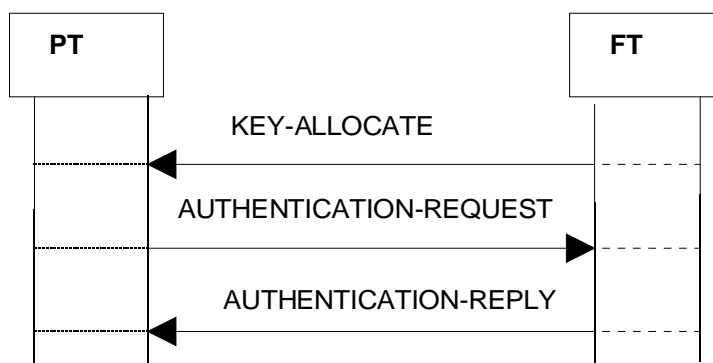 PT
FT
KEY-ALLOCATE
AUTHENTICATION-REQUEST
AUTHENTICATION-REPLY